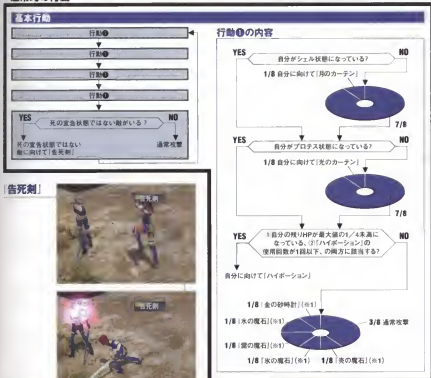 基本行動
行動❶
行動❶
行動❶
行動❶
YES
NO
死の宣告状態ではない敵がいる?
死の宣告状態ではない
敵に向けて「告死剣」
通常攻撃
「告死剣」
告死剣
告死剣
行動❶の内容
YES
NO
自分がシェル状態になっている?
1/8 自分に向けて『月のカーテン』
7/8
YES
NO
自分がプロテス状態になっている?
1/8 自分に向けて『光のカーテン』
7/8
YES
NO
①自分の残りHPが最大値の1/4未満に
なっている、②『ハイポーション』の
使用回数が1回以下、の両方に該当する?
自分に向けて『ハイポーション』
1/8 『金の砂時計』(※1)
1/8 『氷の魔石』(※1)
3/8 通常攻撃
1/8 『雷の魔石』(※1)
1/8 『氷の魔石』(※1)
1/8 『炎の魔石』(※1)